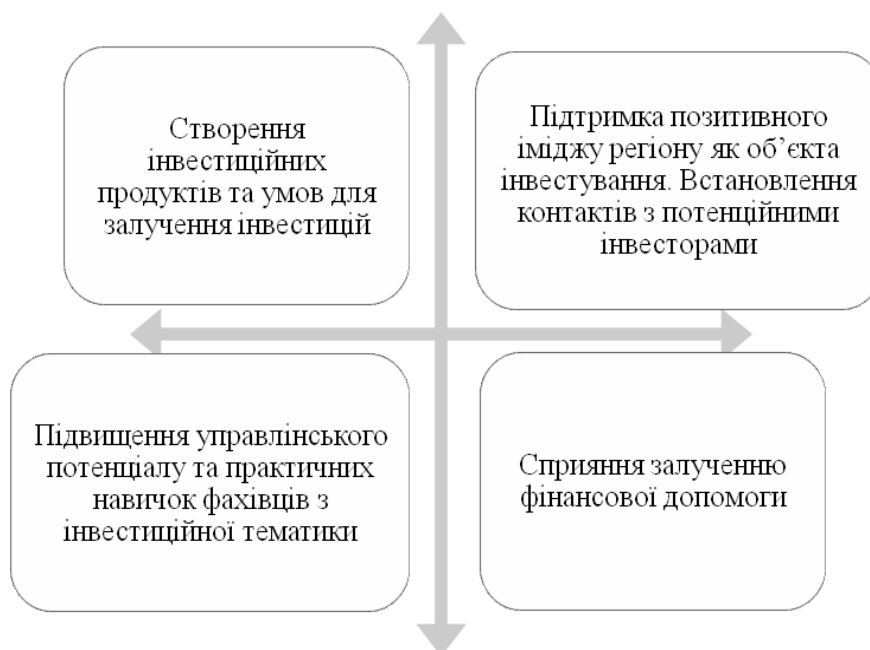 Створення
інвестиційних
продуктів та умов для
залучення інвестицій
Підтримка позитивного
іміджу регіону як об’єкта
інвестування. Встановлення
контактів з потенційними
інвесторами
Підвищення управлінського
потенціалу та практичних
навичок фахівців з
інвестиційної тематики
Сприяння залученню
фінансової допомоги